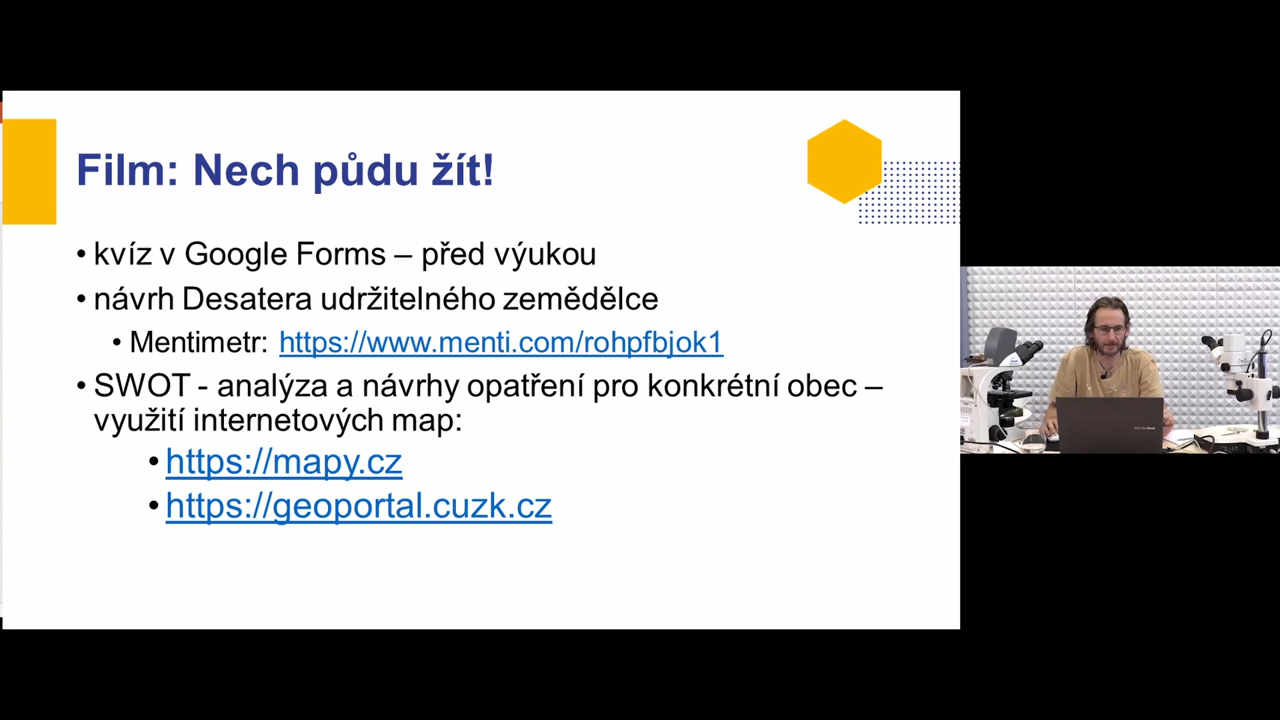 Film: Nech půdu žít!
• kvíz v Google Forms – před výukou
• návrh Desatera udržitelného zemědělce
• Mentimetr: https://www.menti.com/rohpfbjok1
• SWOT - analýza a návrhy opatření pro konkrétní obec –
využití internetových map:
• https://mapy.cz
• https://geoportal.cuzk.cz